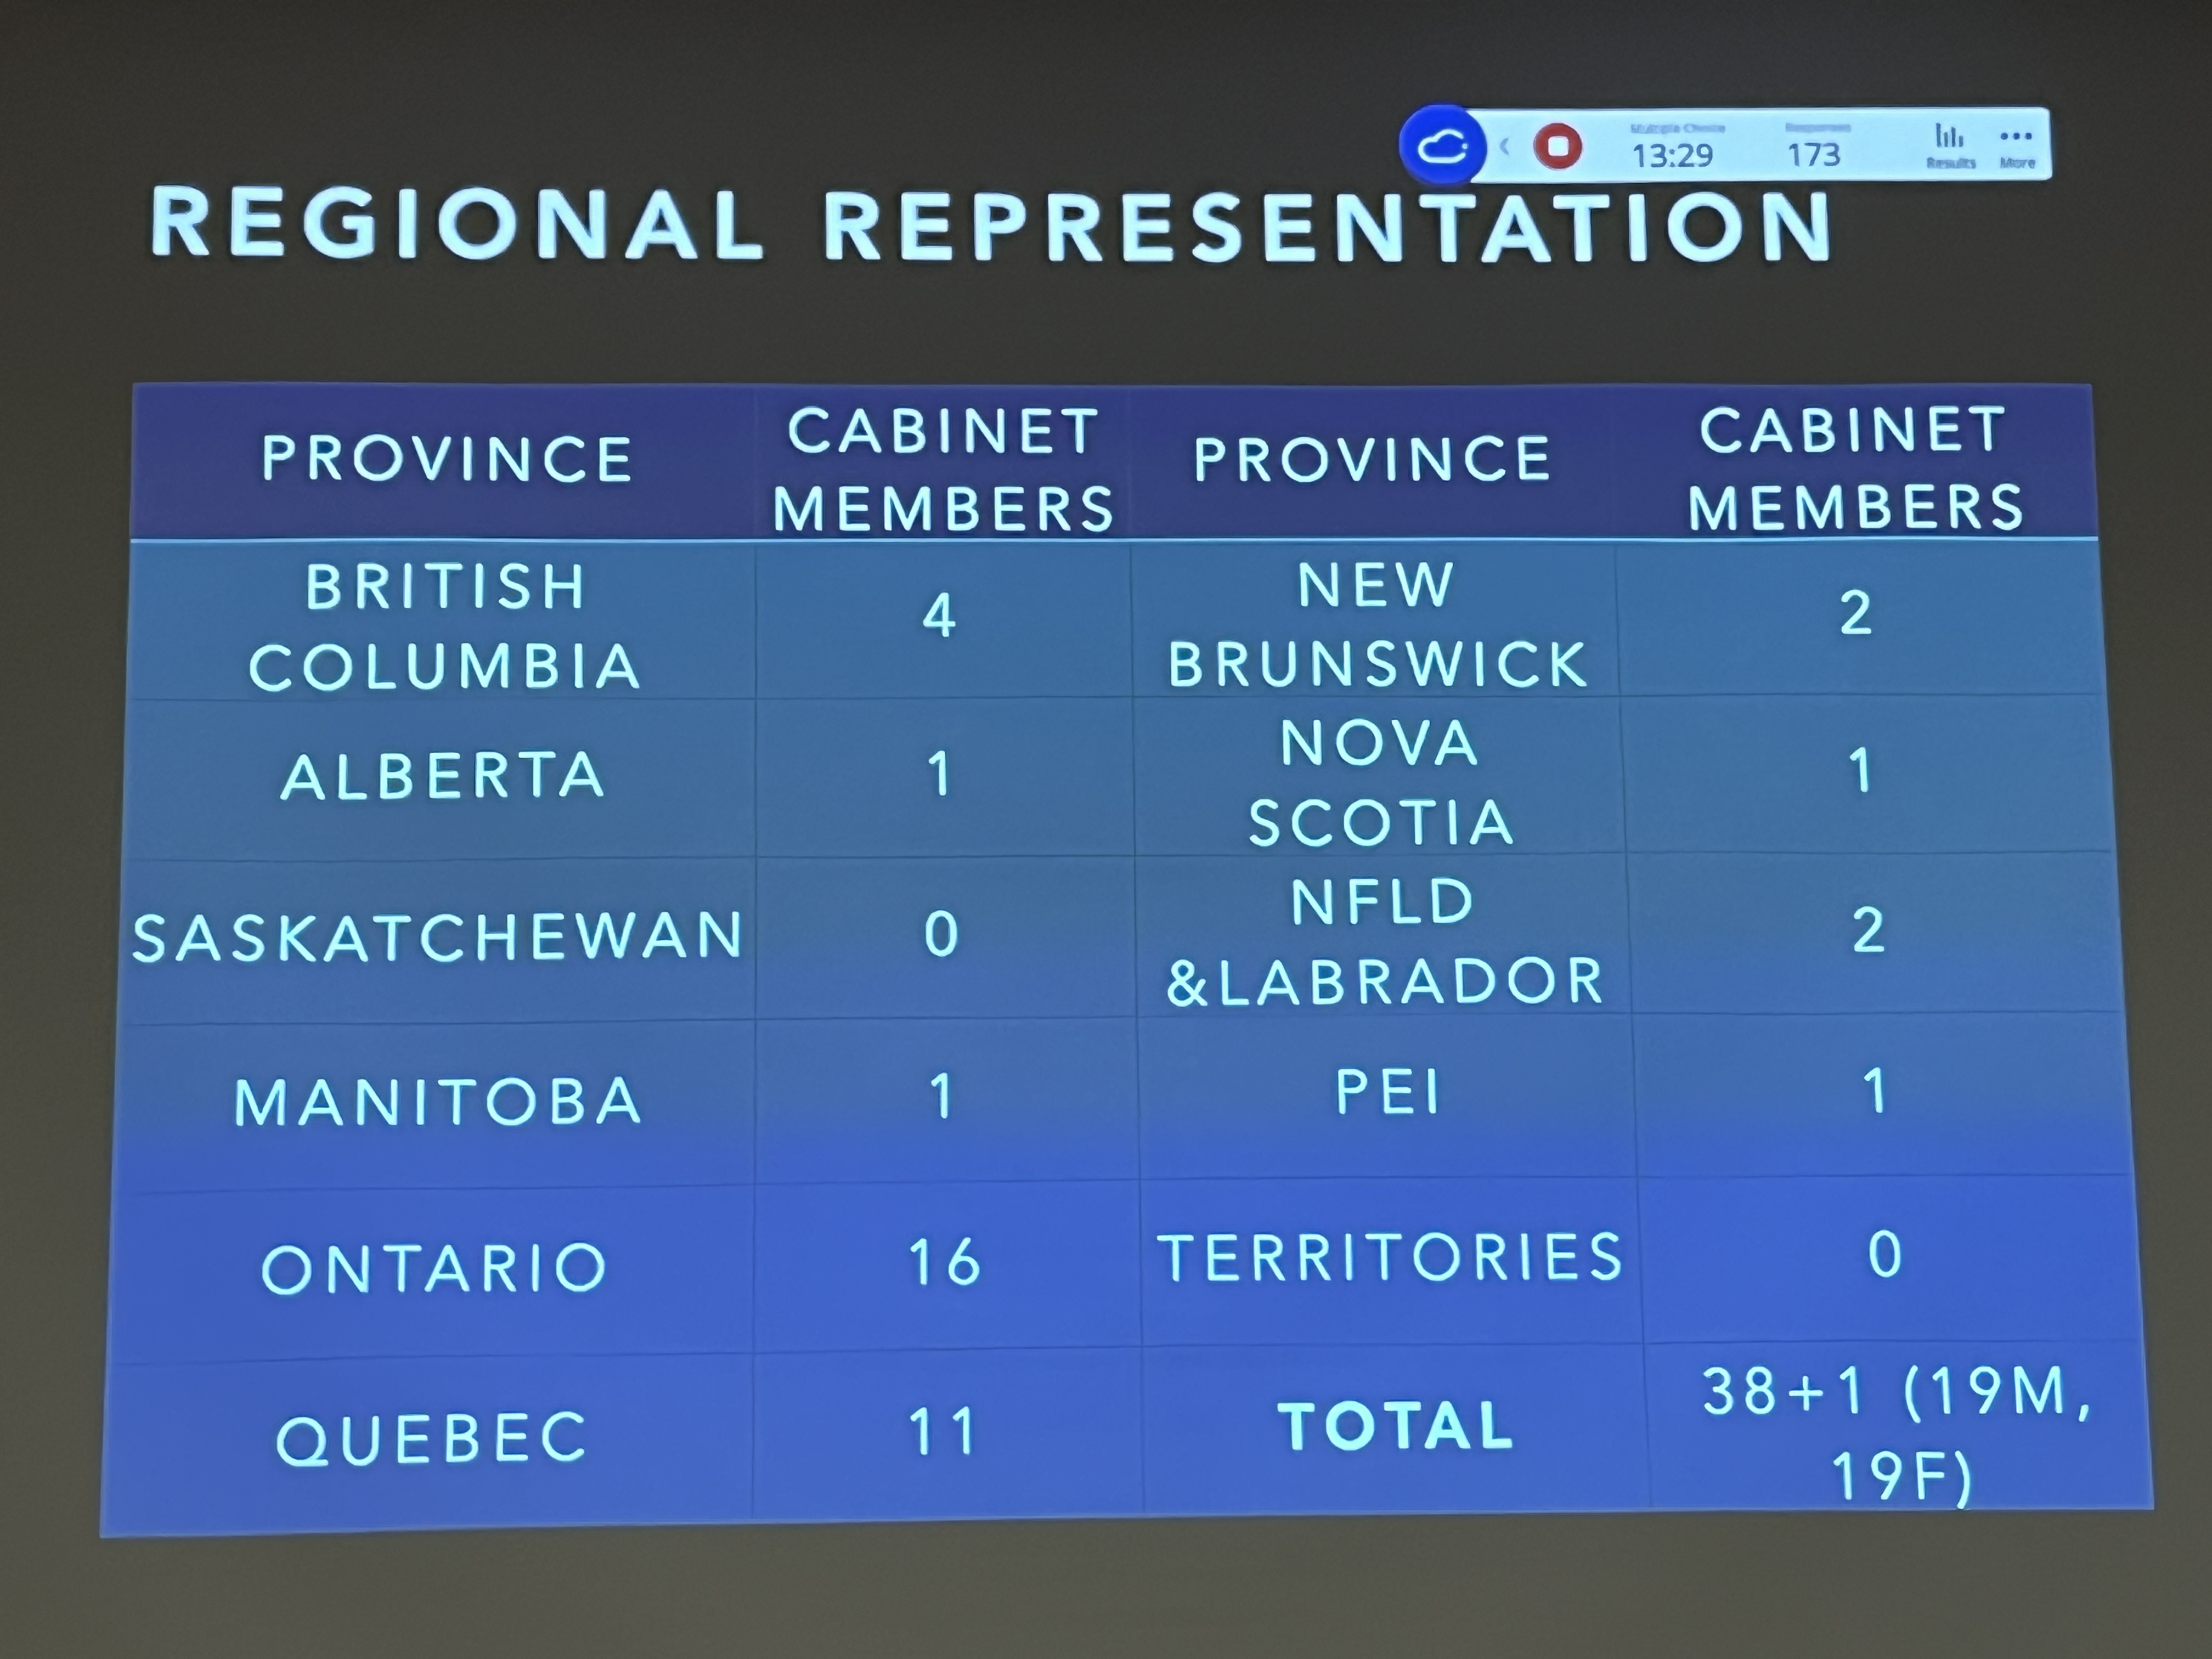 Multiple Choice
13:29
Responses
173
Results
More
REGIONAL REPRESENTATION
PROVINCE
CABINET
MEMBERS
PROVINCE
CABINET
MEMBERS
BRITISH
COLUMBIA
4
NEW
BRUNSWICK
2
ALBERTA
1
NOVA
SCOTIA
1
SASKATCHEWAN
0
NFLD
&LABRADOR
2
MANITOBA
1
PEI
1
ONTARIO
16
TERRITORIES
0
QUEBEC
11
TOTAL
38+1 (19M,
19F)